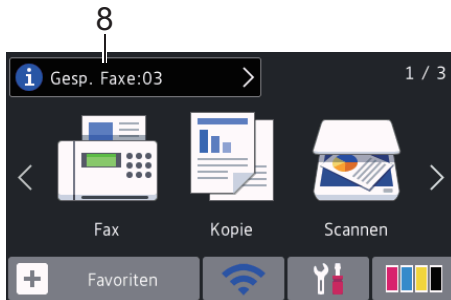 8
Gesp. Faxe:03
1 / 3
Fax Kopie Scannen
Favoriten